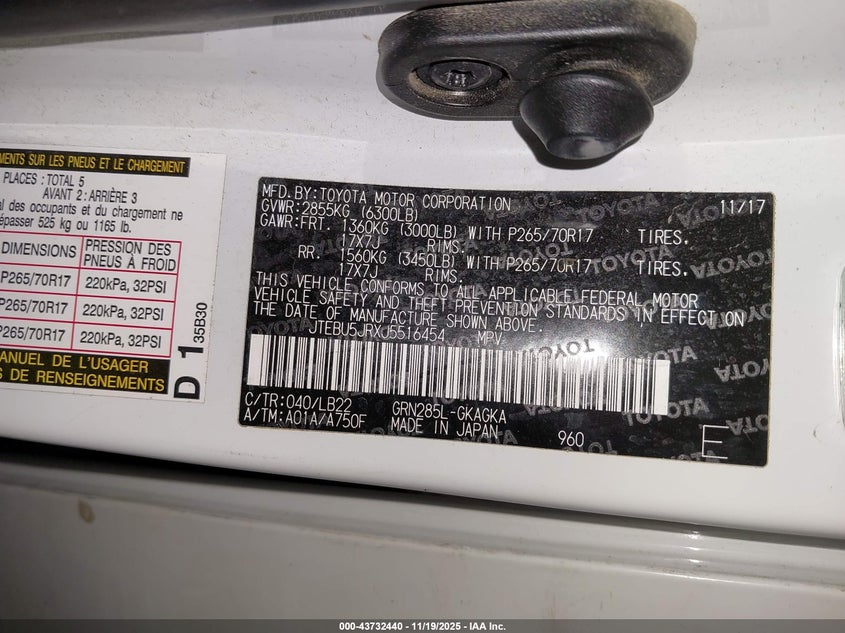 MENTS SUR LES PNEUS ET LE CHARGEMENT
PLACES : TOTAL 5
AVANT 2 : ARRIÈRE 3
al des occupants et du chargement ne
épasser 525 kg ou 1165 lb.
DIMENSIONS PRESSION DES PNEUS À FROID
P265/70R17 220kPa, 32PSI
P265/70R17 220kPa, 32PSI
P265/70R17 220kPa, 32PSI
MANUEL DE L'USAGER
S DE RENSEIGNEMENTS
D 1 35B30
MFD.BY:TOYOTA MOTOR CORPORATION 11/17
GVWR:2855KG (6300LB)
GAWR:FRT. 1360KG (3000LB) WITH P265/70R17 TIRES.
17X7J RIMS.
RR. 1560KG (3450LB) WITH P265/70R17 TIRES.
17X7J RIMS.
THIS VEHICLE CONFORMS TO ALL APPLICABLE FEDERAL MOTOR
VEHICLE SAFETY AND THEFT PREVENTION STANDARDS IN EFFECT ON
THE DATE OF MANUFACTURE SHOWN ABOVE.
JTEBU5JRXJ5516454 MPV
C/TR:040/LB22 GRN285L-GKAGKA
A/TM:A01A/A750F MADE IN JAPAN 960 E
TOYOTA
000-43732440 - 11/19/2025 - IAA Inc.